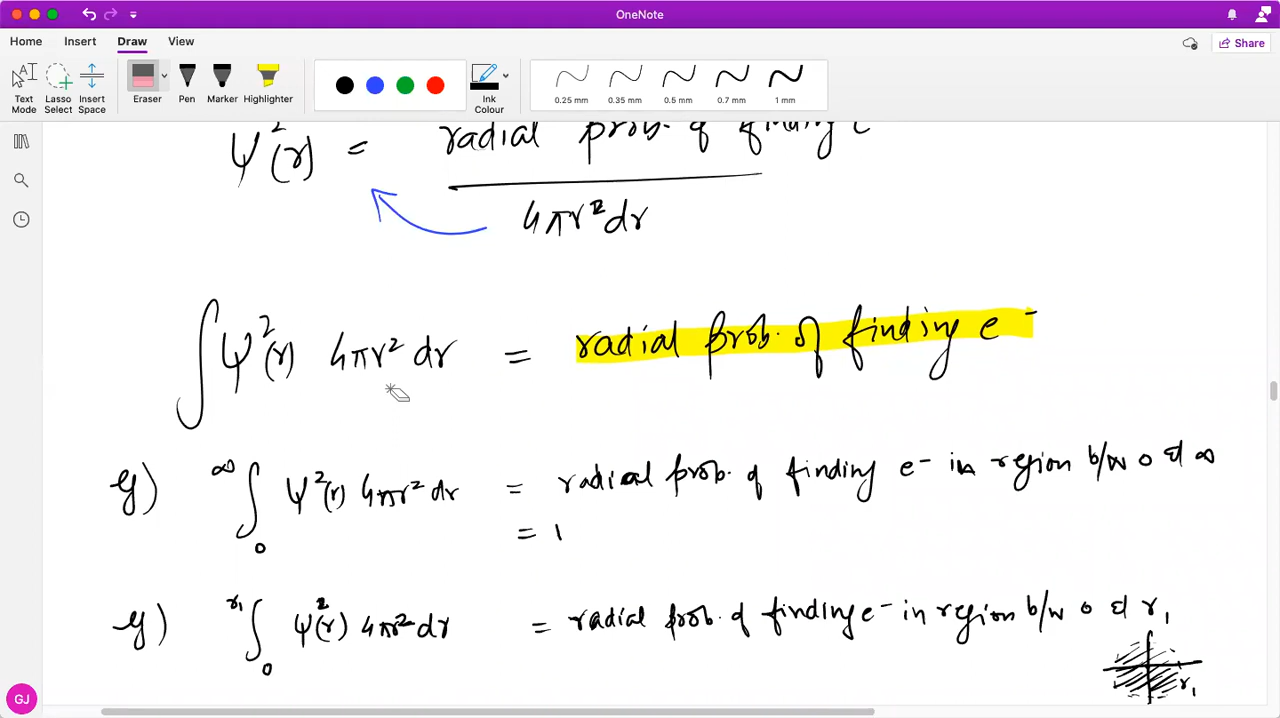 OneNote
Home Insert Draw View
Share
Text Mode Lasso Select Insert Space Eraser Pen Marker Highlighter Ink Colour 0.25 mm 0.35 mm 0.5 mm 0.7 mm 1 mm
ψ²(r) = radial prob. of finding e
4πr²dr
∫ψ²(r) 4πr² dr = radial prob. of finding e⁻
eg) ∞∫0 ψ²(r) 4πr² dr = radial prob. of finding e⁻ in region b/w 0 & ∞
= 1
eg) r₁∫0 ψ²(r) 4πr² dr = radial prob. of finding e⁻ in region b/w 0 & r₁
r₁
GJ